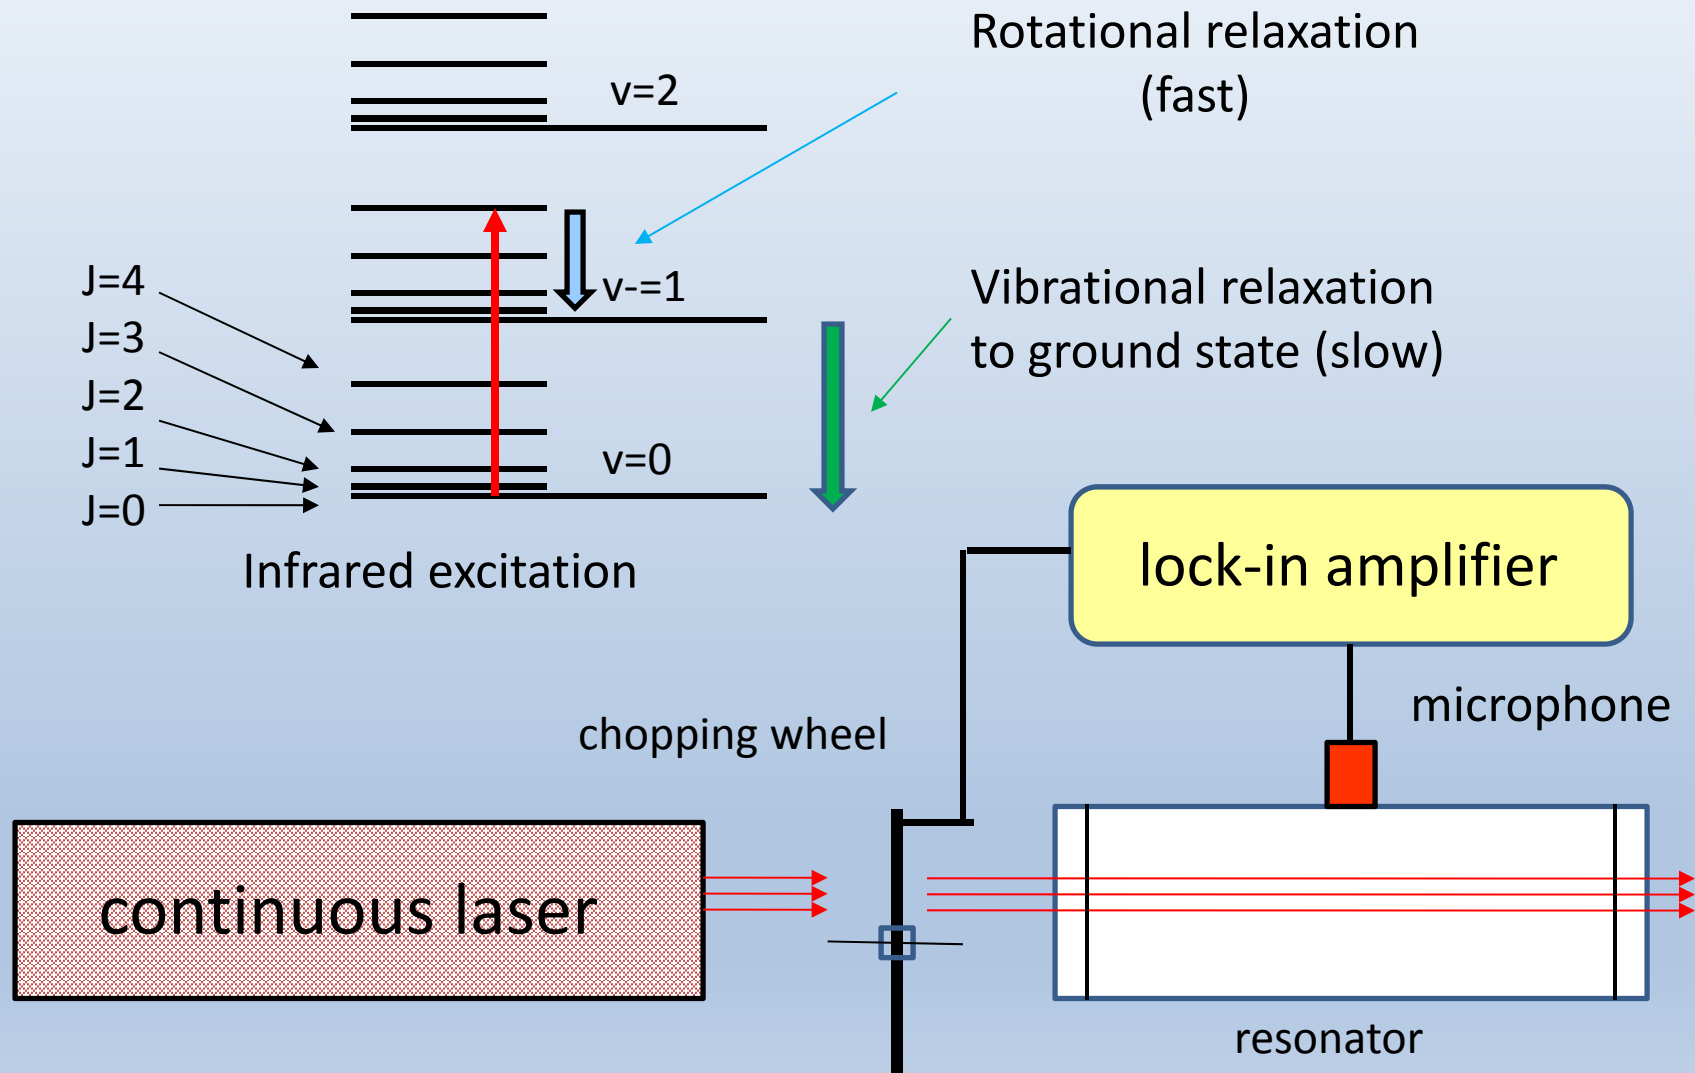 Rotational relaxation
(fast)
v=2
v-=1
Vibrational relaxation
to ground state (slow)
J=4
J=3
J=2
J=1
J=0
v=0
Infrared excitation
lock-in amplifier
microphone
chopping wheel
continuous laser
resonator